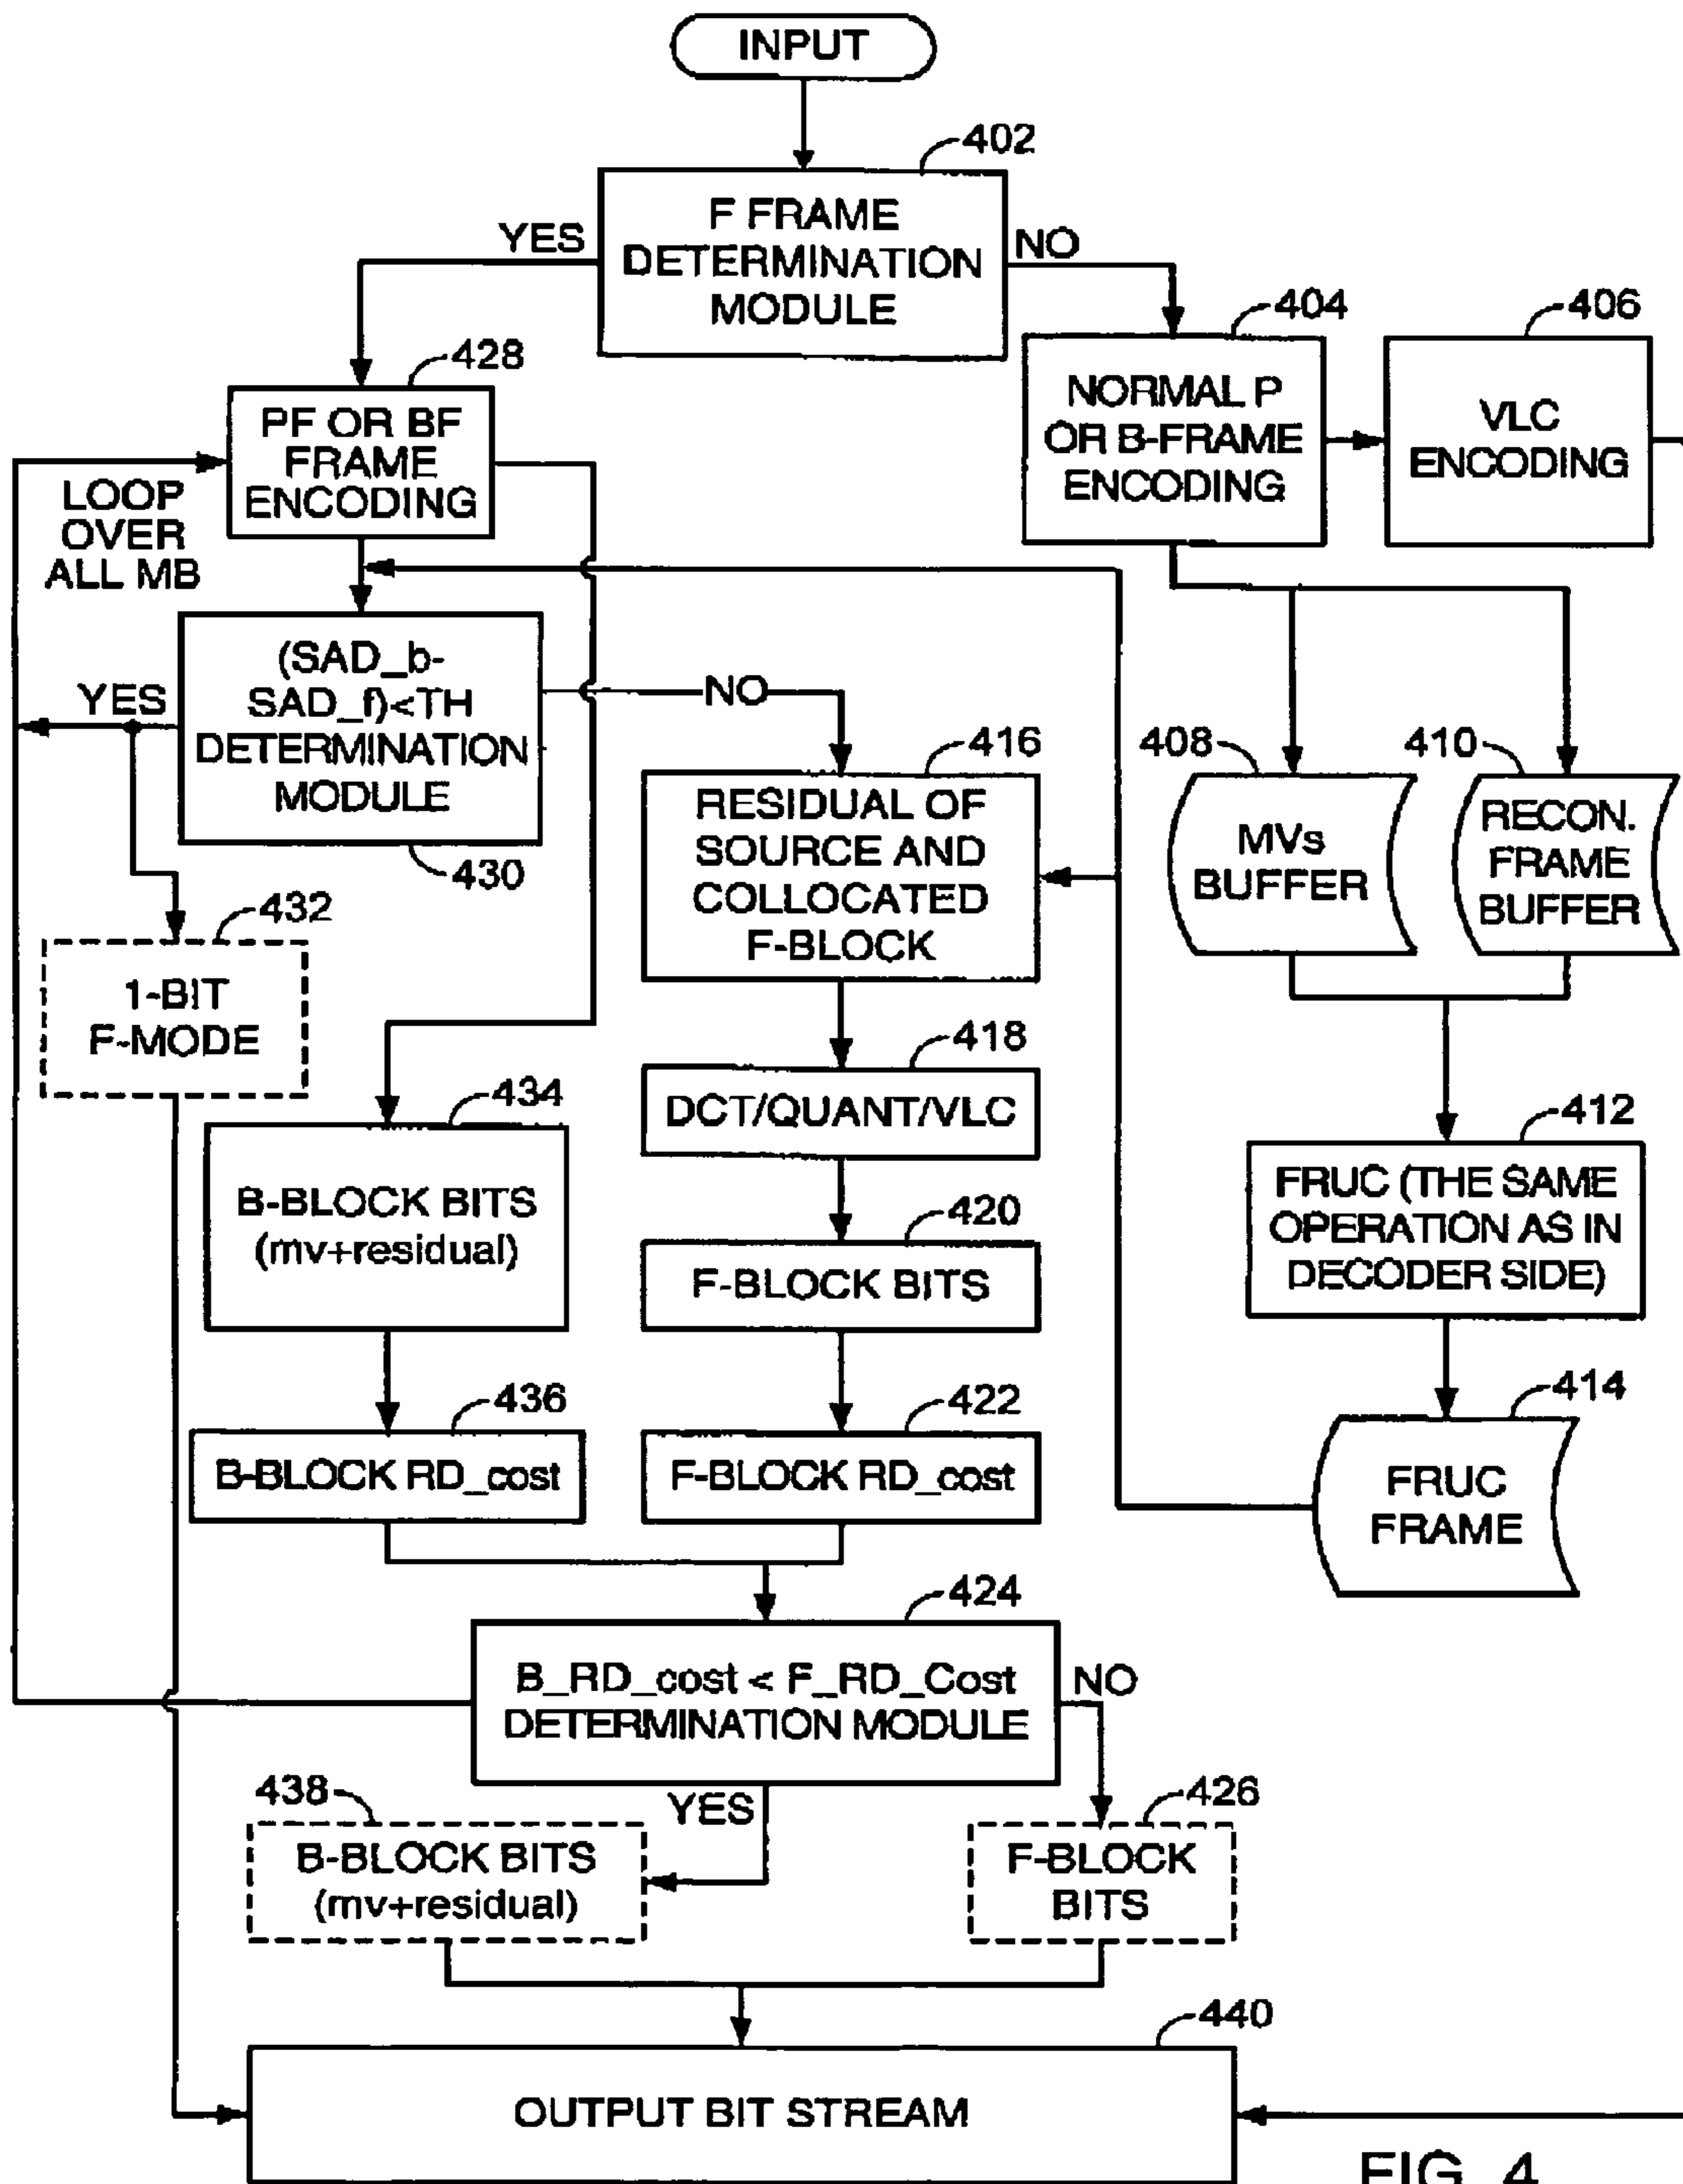 INPUT
402
F FRAME
DETERMINATION
MODULE
YES
NO
404
NORMAL P
OR B-FRAME
ENCODING
406
VLC
ENCODING
428
PF OR BF
FRAME
ENCODING
LOOP
OVER
ALL MB
(SAD_b-
SAD_f)<TH
DETERMINATION
MODULE
430
YES
NO
432
1-BIT
F-MODE
416
RESIDUAL OF
SOURCE AND
COLLOCATED
F-BLOCK
408
MVs
BUFFER
410
RECON.
FRAME
BUFFER
418
DCT/QUANT/VLC
434
B-BLOCK BITS
(mv+residual)
420
F-BLOCK BITS
412
FRUC (THE SAME
OPERATION AS IN
DECODER SIDE)
436
B-BLOCK RD_cost
422
F-BLOCK RD_cost
414
FRUC
FRAME
424
B_RD_cost < F_RD_Cost
DETERMINATION MODULE
NO
YES
438
B-BLOCK BITS
(mv+residual)
426
F-BLOCK
BITS
440
OUTPUT BIT STREAM
FIG. 4